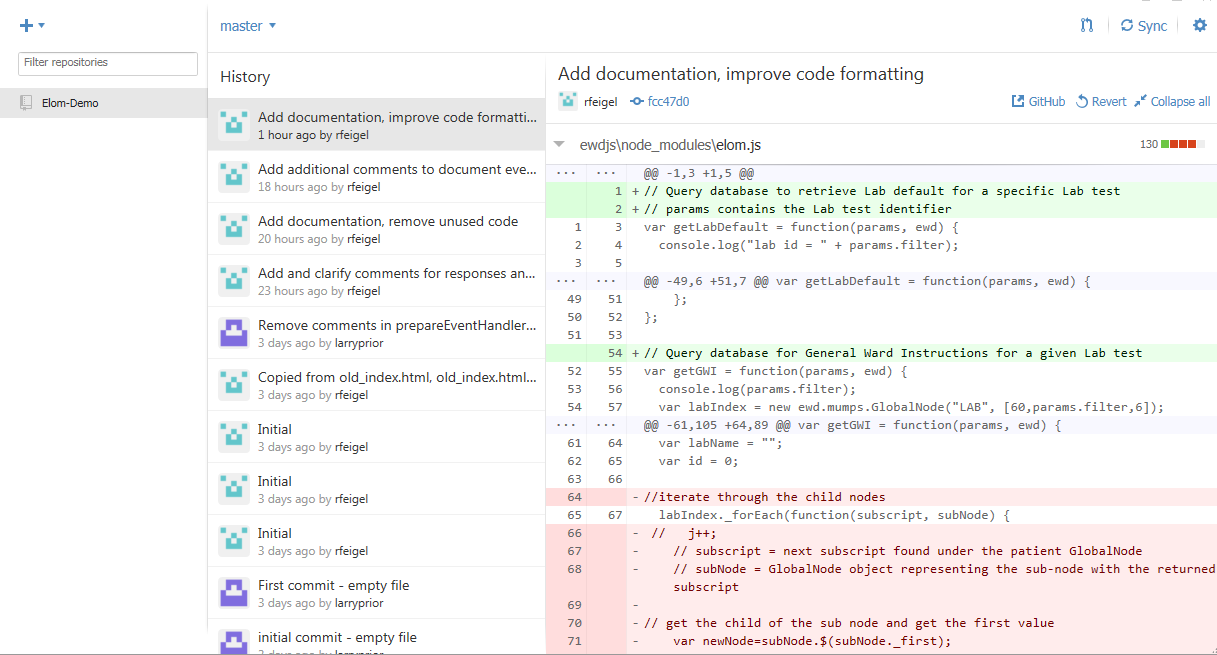 master
Sync
Filter repositories
Elom-Demo
History
Add documentation, improve code formatti...
1 hour ago by rfeigel
Add additional comments to document eve...
18 hours ago by rfeigel
Add documentation, remove unused code
20 hours ago by rfeigel
Add and clarify comments for responses an...
23 hours ago by rfeigel
Remove comments in prepareEventHandler...
3 days ago by larryprior
Copied from old_index.html, old_index.html...
3 days ago by rfeigel
Initial
3 days ago by rfeigel
Initial
3 days ago by rfeigel
Initial
3 days ago by rfeigel
First commit - empty file
3 days ago by larryprior
initial commit - empty file
3 days ago by larryprior
Add documentation, improve code formatting
rfeigel fcc47d0 GitHub Revert Collapse all
ewdjs\node_modules\elom.js 130
... ... @@ -1,3 +1,5 @@
1 + // Query database to retrieve Lab default for a specific Lab test
2 + // params contains the Lab test identifier
1 3 var getLabDefault = function(params, ewd) {
2 4 console.log("lab id = " + params.filter);
3 5
... ... @@ -49,6 +51,7 @@ var getLabDefault = function(params, ewd) {
49 51 };
50 52 };
51 53
54 + // Query database for General Ward Instructions for a given Lab test
52 55 var getGWI = function(params, ewd) {
53 56 console.log(params.filter);
54 57 var labIndex = new ewd.mumps.GlobalNode("LAB", [60,params.filter,6]);
... ... @@ -61,105 +64,89 @@ var getGWI = function(params, ewd) {
61 64 var labName = "";
62 65 var id = 0;
63 66
64 - //iterate through the child nodes
65 67 labIndex._forEach(function(subscript, subNode) {
66 - // j++;
67 - // subscript = next subscript found under the patient GlobalNode
68 - // subNode = GlobalNode object representing the sub-node with the returned
subscript
69 -
70 - // get the child of the sub node and get the first value
71 - var newNode=subNode.$(subNode._first);